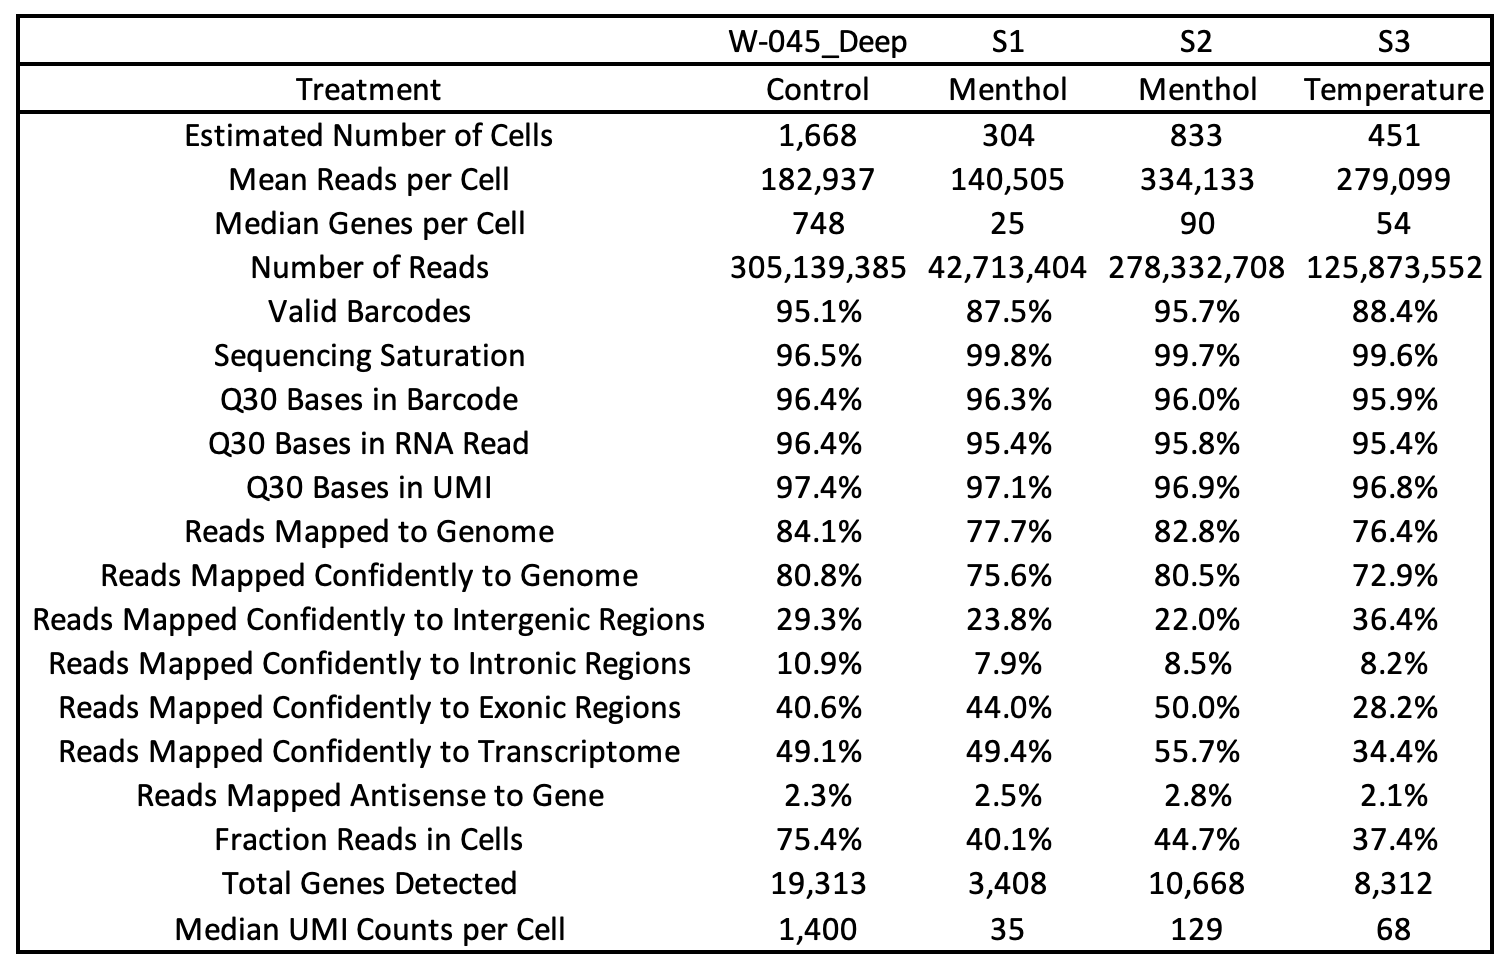 W-045_Deep S1 S2 S3
Treatment Control Menthol Menthol Temperature
Estimated Number of Cells 1,668 304 833 451
Mean Reads per Cell 182,937 140,505 334,133 279,099
Median Genes per Cell 748 25 90 54
Number of Reads 305,139,385 42,713,404 278,332,708 125,873,552
Valid Barcodes 95.1% 87.5% 95.7% 88.4%
Sequencing Saturation 96.5% 99.8% 99.7% 99.6%
Q30 Bases in Barcode 96.4% 96.3% 96.0% 95.9%
Q30 Bases in RNA Read 96.4% 95.4% 95.8% 95.4%
Q30 Bases in UMI 97.4% 97.1% 96.9% 96.8%
Reads Mapped to Genome 84.1% 77.7% 82.8% 76.4%
Reads Mapped Confidently to Genome 80.8% 75.6% 80.5% 72.9%
Reads Mapped Confidently to Intergenic Regions 29.3% 23.8% 22.0% 36.4%
Reads Mapped Confidently to Intronic Regions 10.9% 7.9% 8.5% 8.2%
Reads Mapped Confidently to Exonic Regions 40.6% 44.0% 50.0% 28.2%
Reads Mapped Confidently to Transcriptome 49.1% 49.4% 55.7% 34.4%
Reads Mapped Antisense to Gene 2.3% 2.5% 2.8% 2.1%
Fraction Reads in Cells 75.4% 40.1% 44.7% 37.4%
Total Genes Detected 19,313 3,408 10,668 8,312
Median UMI Counts per Cell 1,400 35 129 68